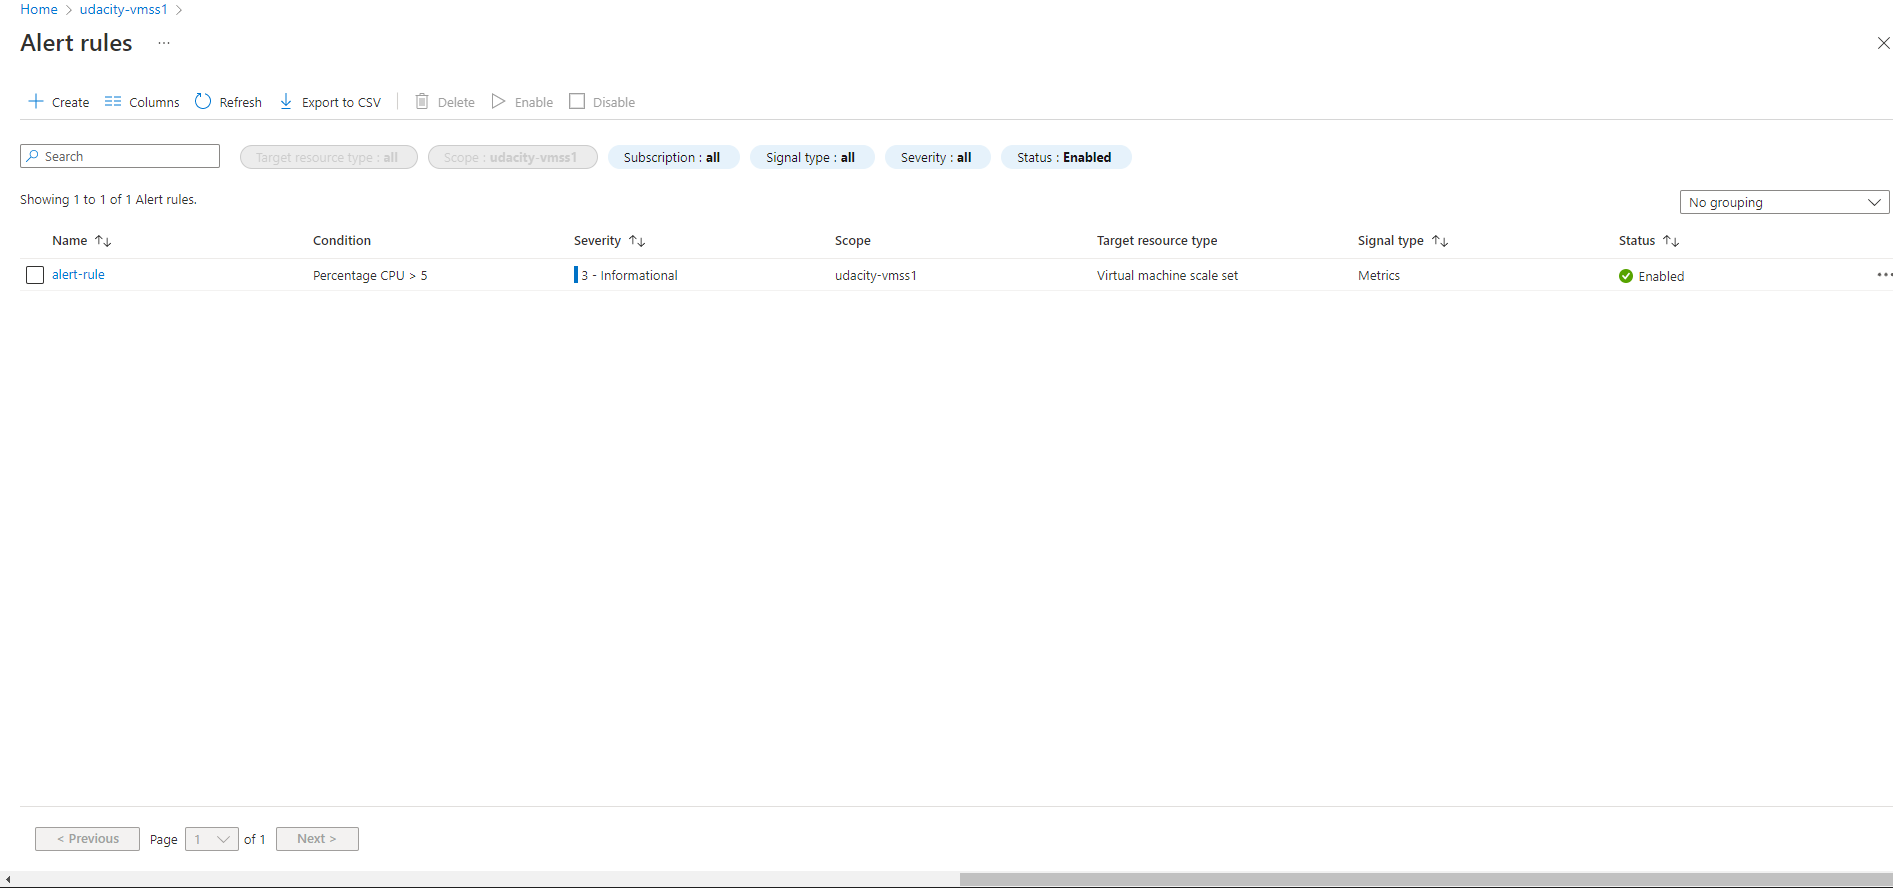 Home > udacity-vmss1 >
Alert rules ...
Create Columns Refresh Export to CSV Delete Enable Disable
Search Target resource type : all Scope : udacity-vmss1 Subscription : all Signal type : all Severity : all Status : Enabled
Showing 1 to 1 of 1 Alert rules.
No grouping
Name ↑↓ Condition Severity ↑↓ Scope Target resource type Signal type ↑↓ Status ↑↓
alert-rule Percentage CPU > 5 3 - Informational udacity-vmss1 Virtual machine scale set Metrics Enabled ...
< Previous Page 1 of 1 Next >